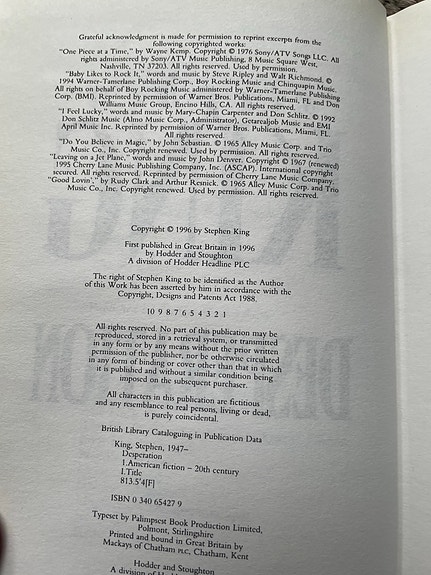 Grateful acknowledgment is made for permission to reprint excerpts from the
following copyrighted works:
“One Piece at a Time,” by Wayne Kemp. Copyright © 1976 Sony/ATV Songs LLC. All
rights administered by Sony/ATV Music Publishing, 8 Music Square West,
Nashville, TN 37203. All rights reserved. Used by permission.
“Baby Likes to Rock It,” words and music by Steve Ripley and Walt Richmond. ©
1994 Warner-Tamerlane Publishing Corp., Boy Rocking Music and Chinquapin Music.
All rights on behalf of Boy Rocking Music administered by Warner-Tamerlane Publishing
Corp. (BMI). Reprinted by permission of Warner Bros. Publications, Miami, FL and Don
Williams Music Group, Encino Hills, CA. All rights reserved.
“I Feel Lucky,” words and music by Mary-Chapin Carpenter and Don Schlitz. © 1992
Don Schlitz Music (Almo Music Corp., Administrator), Getarealjob Music and EMI
April Music Inc. Reprinted by permission of Warner Bros. Publications, Miami, FL.
All rights reserved.
“Do You Believe in Magic,” by John Sebastian. © 1965 Alley Music Corp. and Trio
Music Co., Inc. Copyright renewed. Used by permission. All rights reserved.
“Leaving on a Jet Plane,” words and music by John Denver. Copyright © 1967 (renewed)
1995 Cherry Lane Music Publishing Company, Inc. (ASCAP). International copyright
secured. All rights reserved. Reprinted by permission of Cherry Lane Music Company.
“Good Lovin’,” by Rudy Clark and Arthur Resnick. © 1965 Alley Music Corp. and Trio
Music Co., Inc. Copyright renewed. Used by permission. All rights reserved.
Copyright © 1996 by Stephen King
First published in Great Britain in 1996
by Hodder and Stoughton
A division of Hodder Headline PLC
The right of Stephen King to be identified as the Author
of this Work has been asserted by him in accordance with the
Copyright, Designs and Patents Act 1988.
10 9 8 7 6 5 4 3 2 1
All rights reserved. No part of this publication may be
reproduced, stored in a retrieval system, or transmitted
in any form or by any means without the prior written
permission of the publisher, nor be otherwise circulated
in any form of binding or cover other than that in which
it is published and without a similar condition being
imposed on the subsequent purchaser.
All characters in this publication are fictitious
and any resemblance to real persons, living or dead,
is purely coincidental.
British Library Cataloguing in Publication Data
King, Stephen, 1947–
Desperation
1.American fiction – 20th century
I.Title
813.5'4[F]
ISBN 0 340 65427 9
Typeset by Palimpsest Book Production Limited,
Polmont, Stirlingshire
Printed and bound in Great Britain by
Mackays of Chatham PLC, Chatham, Kent
Hodder and Stoughton
A division of Hodder Headline